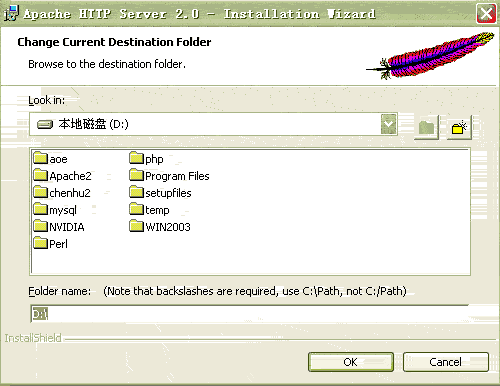 Apache HTTP Server 2.0 - Installation Wizard
Change Current Destination Folder
Browse to the destination folder.
Look in:
本地磁盘 (D:)
aoe
Apache2
chenhu2
mysql
NVIDIA
Perl
php
Program Files
setupfiles
temp
WIN2003
Folder name: (Note that backslashes are required, use C:\Path, not C:/Path)
D:\
InstallShield
OK Cancel